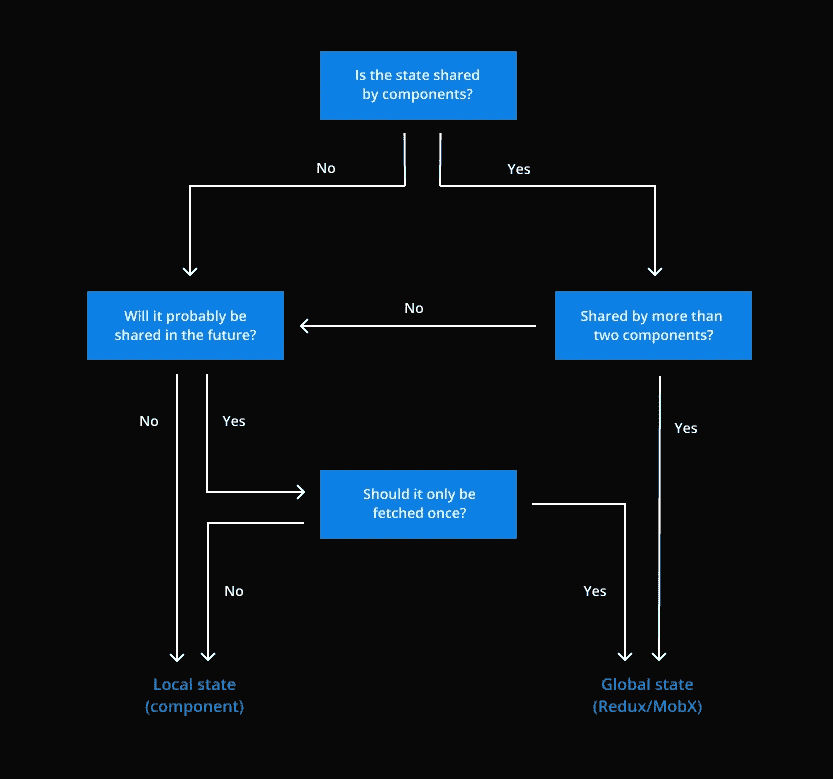 Is the state shared
by components?
No
Yes
Will it probably be
shared in the future?
No
Shared by more than
two components?
No
Yes
Yes
Should it only be
fetched once?
No
Yes
Local state
(component)
Global state
(Redux/MobX)